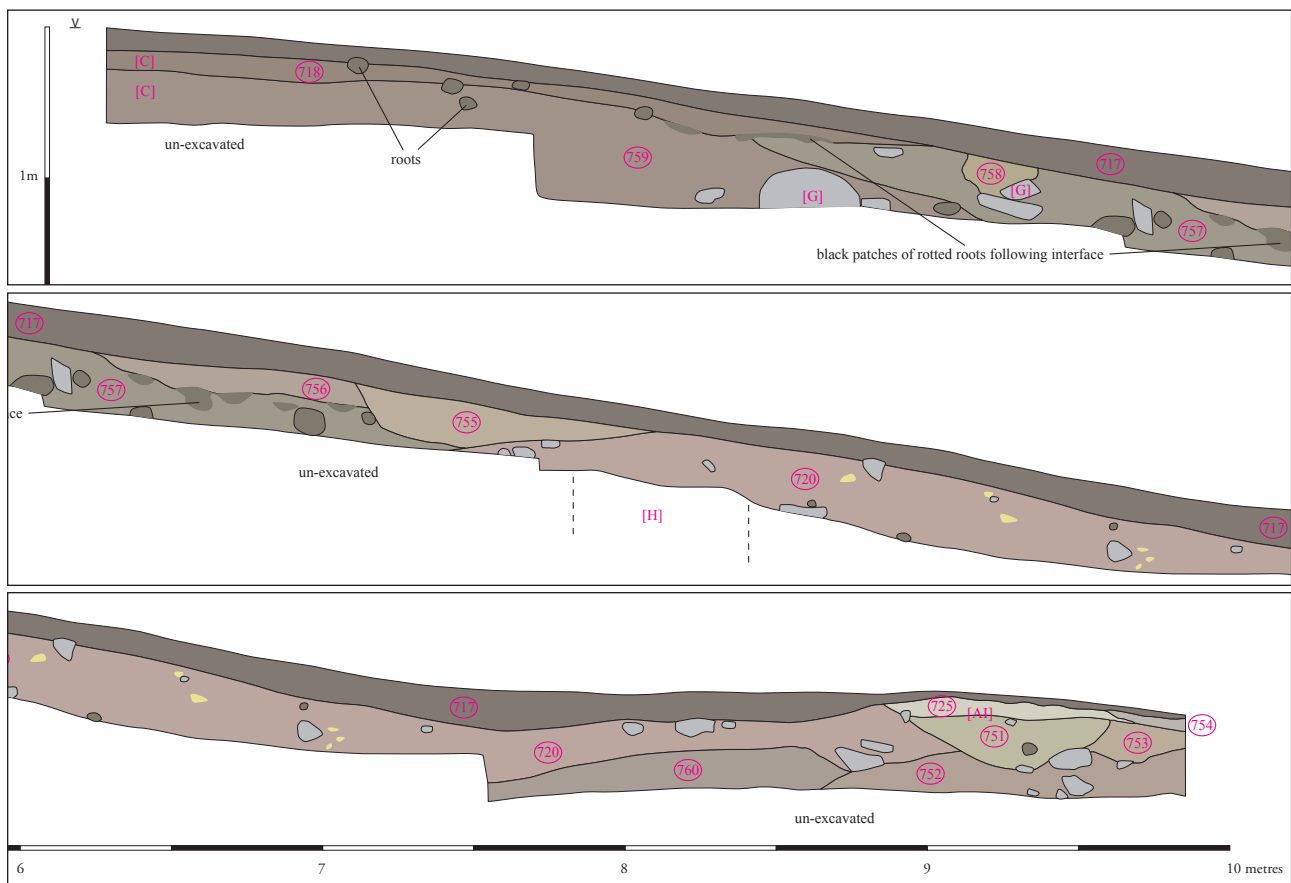 [C]
718
[C]
un-excavated
roots
1m
759
[G]
758
[G]
717
757
black patches of rotted roots following interface
717
757
756
ce
755
un-excavated
720
[H]
717
717
725
[AI]
751
754
753
720
760
752
un-excavated
6 7 8 9 10 metres